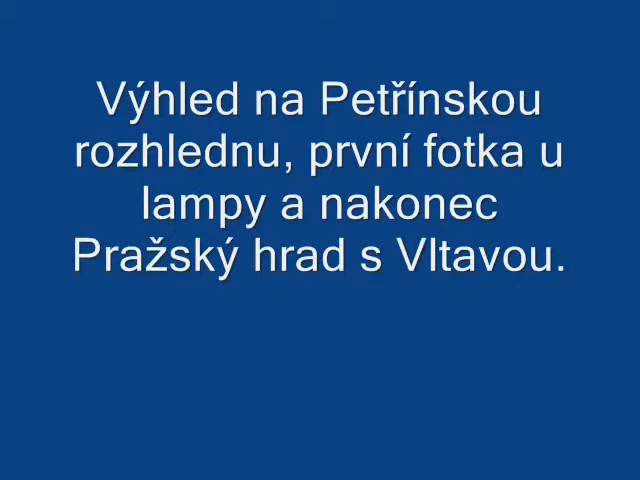 Výhled na Petřínskou
rozhlednu, první fotka u
lampy a nakonec
Pražský hrad s Vltavou.